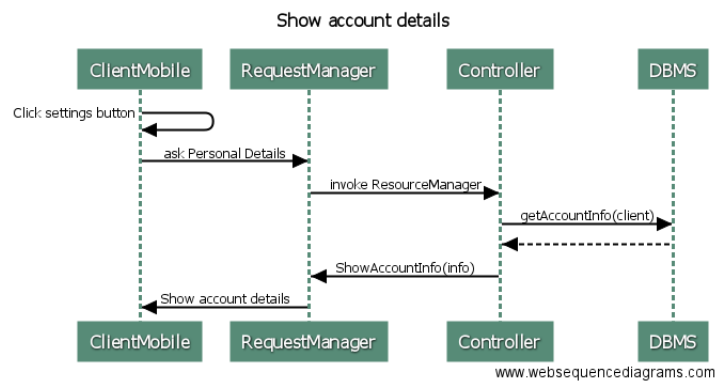 Show account details
ClientMobile RequestManager Controller DBMS
Click settings button
ask Personal Details
invoke ResourceManager
getAccountInfo(client)
ShowAccountInfo(info)
Show account details
ClientMobile RequestManager Controller DBMS
www.websequencediagrams.com